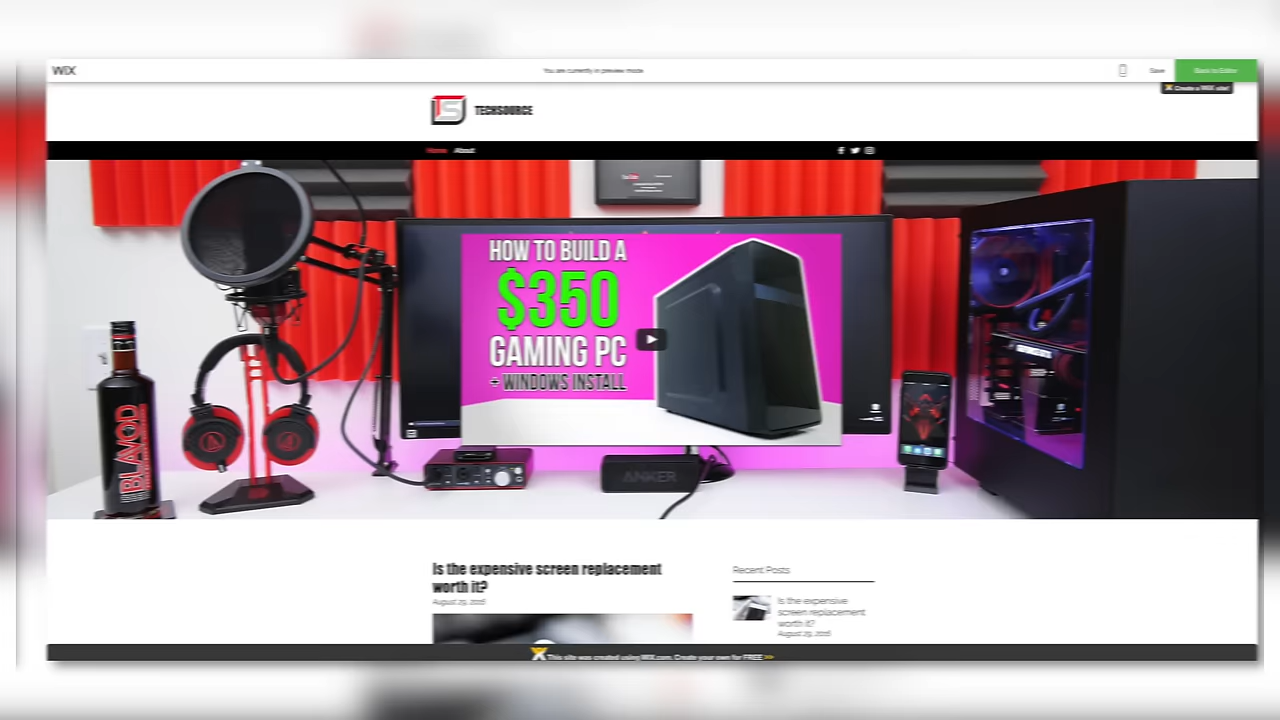 WiX
You are currently in preview mode
Save
Back to Editor
Create a WiX site!
TECHSOURCE
Home
About
HOW TO BUILD A
$350
GAMING PC
+ WINDOWS INSTALL
BLAVOD
ANKER
Is the expensive screen replacement
worth it?
August 29, 2016
Recent Posts
Is the expensive
screen replacement
worth it?
August 29, 2016
This site was created using WIX.com. Create your own for FREE >>